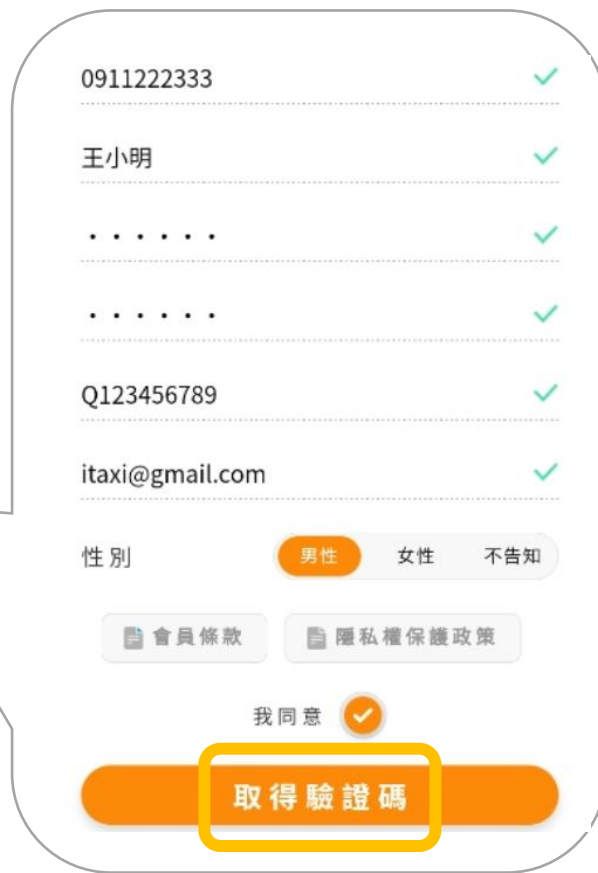 0911222333
王小明
······
······
Q123456789
itaxi@gmail.com
性別 男性 女性 不告知
會員條款 隱私權保護政策
我同意
取得驗證碼